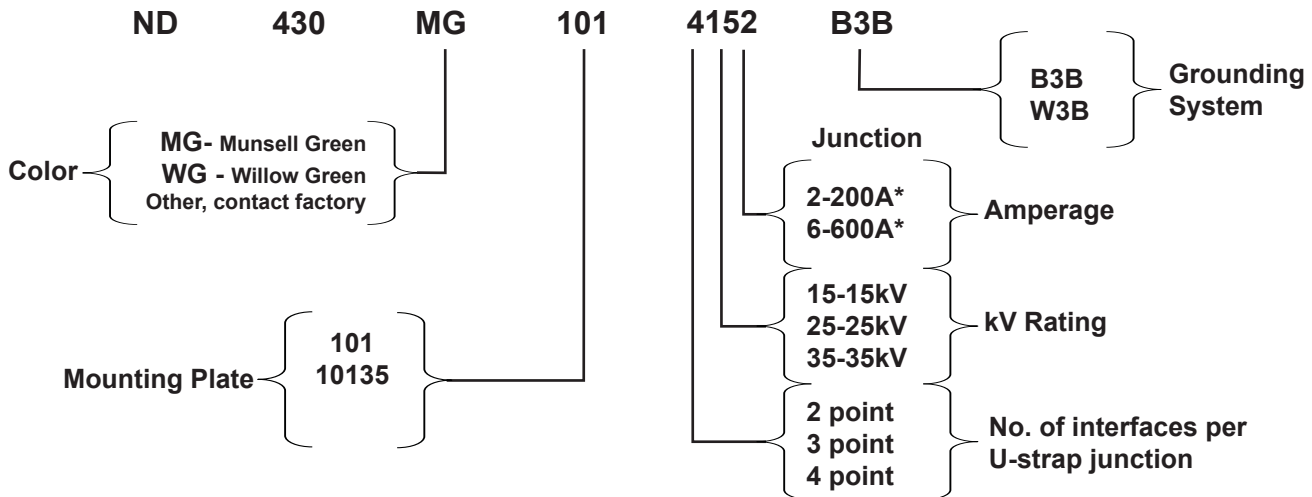 ND 430 MG 101 4152 B3B
B3B
W3B
Grounding
System
Color
MG- Munsell Green
WG - Willow Green
Other, contact factory
Junction
2-200A*
6-600A*
Amperage
15-15kV
25-25kV
35-35kV
kV Rating
Mounting Plate
101
10135
2 point
3 point
4 point
No. of interfaces per
U-strap junction